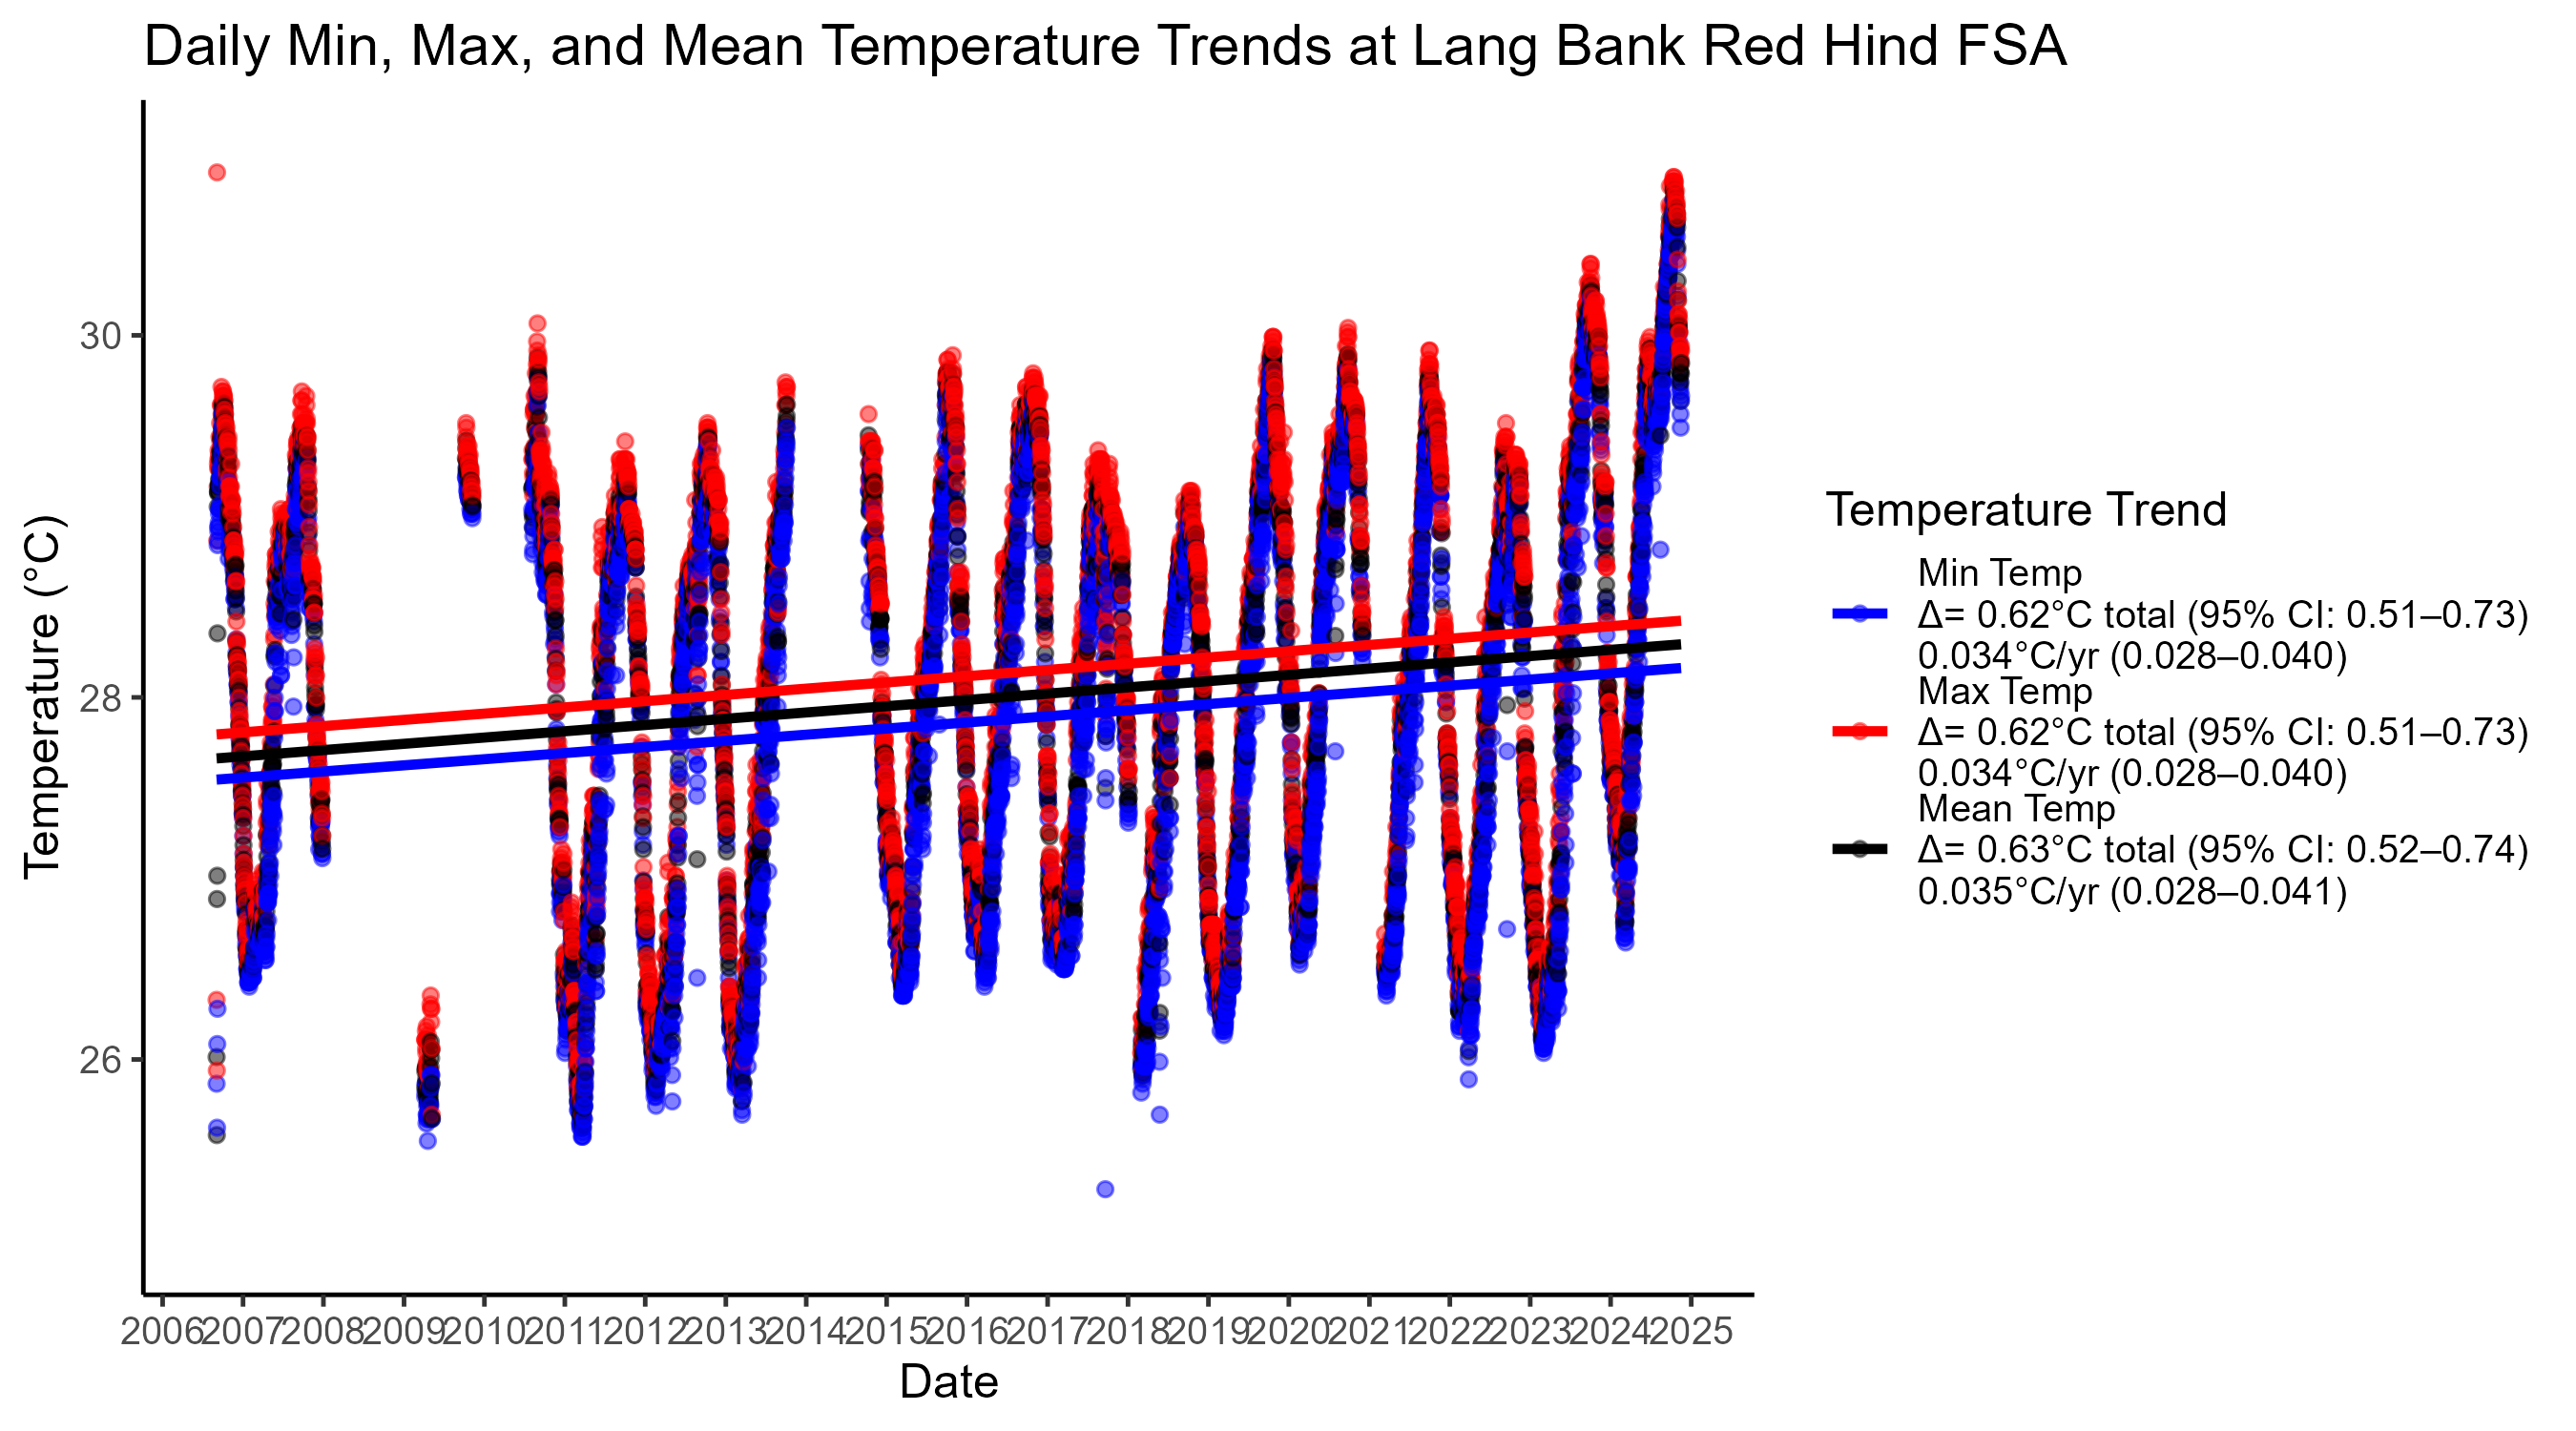 Daily Min, Max, and Mean Temperature Trends at Lang Bank Red Hind FSA
Temperature (°C)
30
28
26
2006 2007 2008 2009 2010 2011 2012 2013 2014 2015 2016 2017 2018 2019 2020 2021 2022 2023 2024 2025
Date
Temperature Trend
Min Temp
Δ= 0.62°C total (95% CI: 0.51–0.73)
0.034°C/yr (0.028–0.040)
Max Temp
Δ= 0.62°C total (95% CI: 0.51–0.73)
0.034°C/yr (0.028–0.040)
Mean Temp
Δ= 0.63°C total (95% CI: 0.52–0.74)
0.035°C/yr (0.028–0.041)